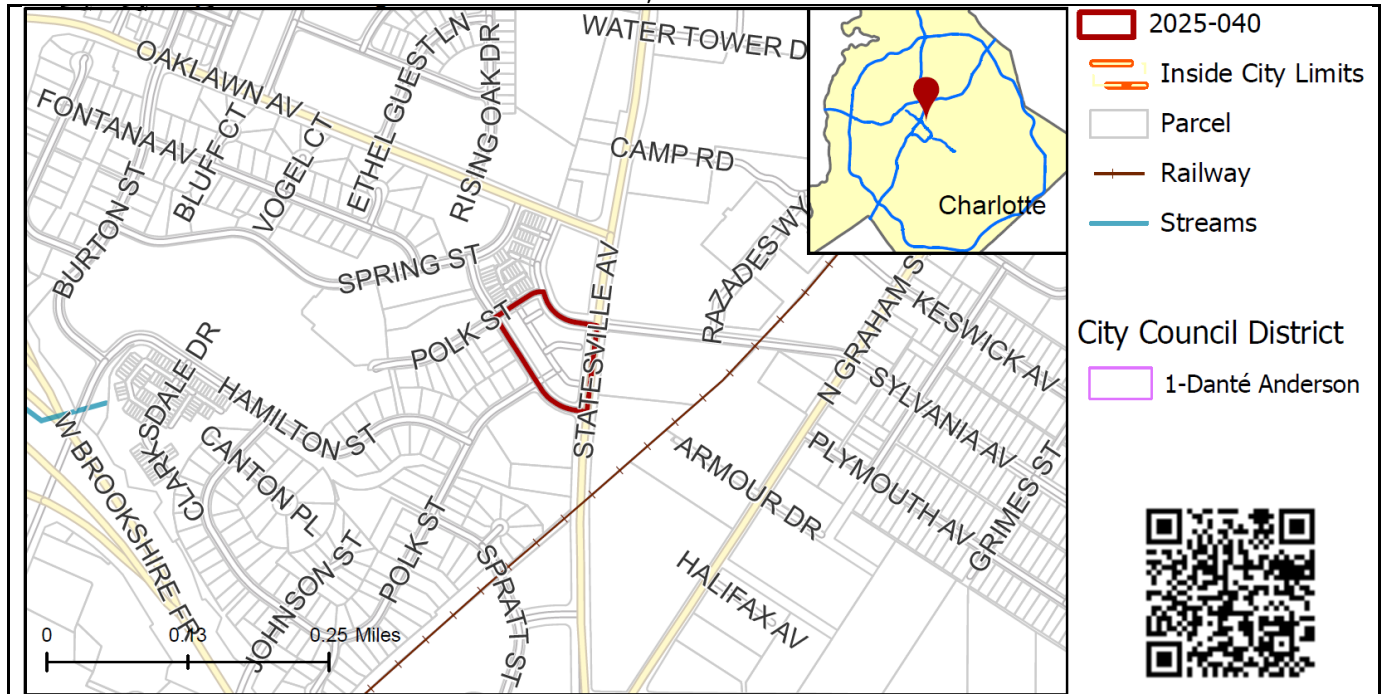 WATER TOWER D
OAKLAWN AV
FONTANA AV
BLUFF CT
VOGEL CT
ETHEL GUEST LN
RISING OAK DR
CAMP RD
BURTON ST
SPRING ST
POLK ST
STATESVILLE AV
RAZADES WY
N GRAHAM S
KESWICK AV
SYLVANIA AV
PLYMOUTH AV
GRIMES ST
ARMOUR DR
HALIFAX AV
HAMILTON ST
CLARKSDALE DR
CANTON PL
W BROOKSHIRE FR
JOHNSON ST
POLK ST
SPRATT ST
0 0.13 0.25 Miles
Charlotte
2025-040
Inside City Limits
Parcel
Railway
Streams
City Council District
1-Danté Anderson